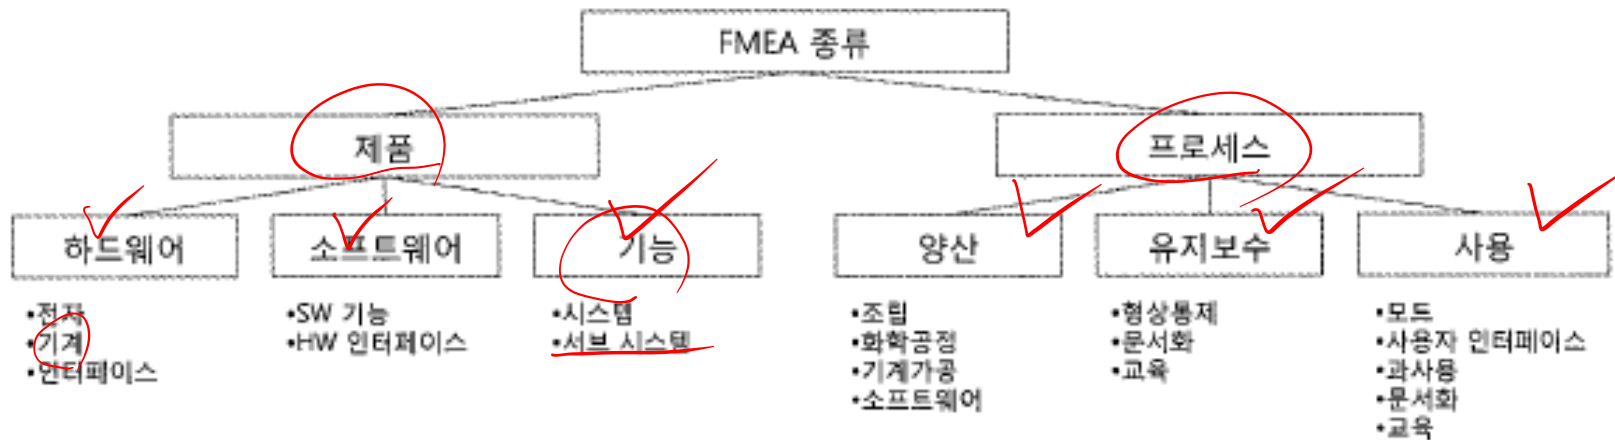 FMEA 종류
제품
프로세스
하드웨어
소프트웨어
기능
양산
유지보수
사용
•전자
•기계
•인터페이스
•SW 기능
•HW 인터페이스
•시스템
•서브 시스템
•조립
•화학공정
•기계가공
•소프트웨어
•형상통제
•문서화
•교육
•모드
•사용자 인터페이스
•과사용
•문서화
•교육